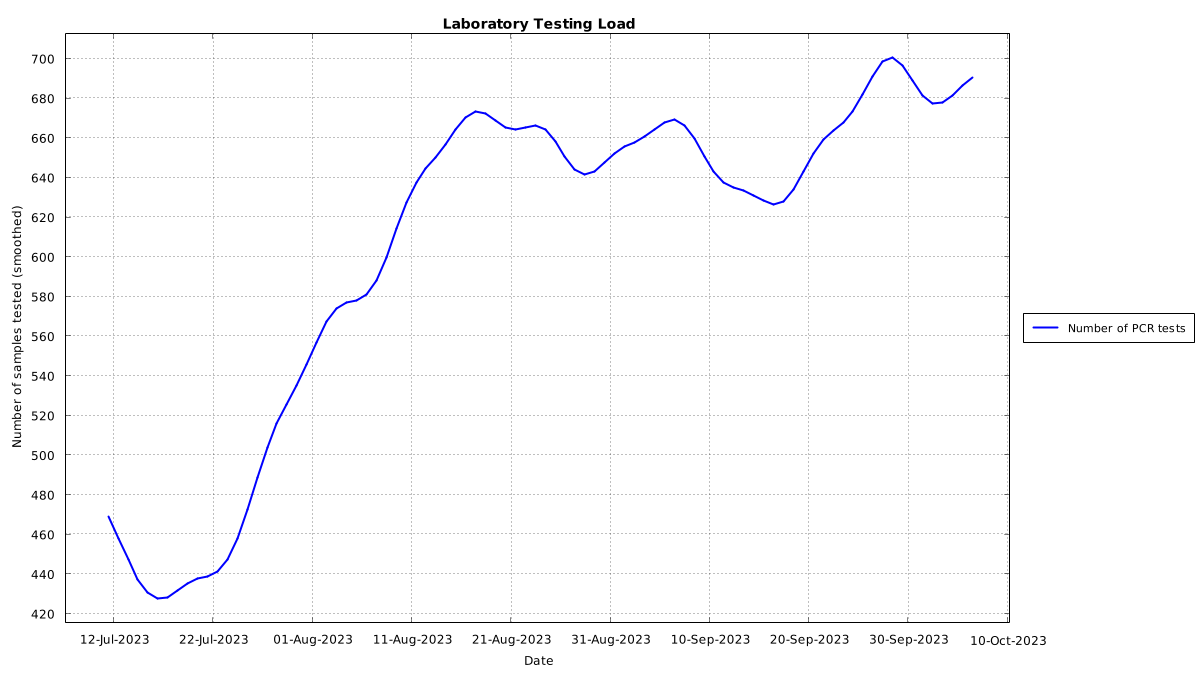 Laboratory Testing Load
Number of samples tested (smoothed)
700
680
660
640
620
600
580
560
540
520
500
480
460
440
420
12-Jul-2023
22-Jul-2023
01-Aug-2023
11-Aug-2023
21-Aug-2023
31-Aug-2023
10-Sep-2023
20-Sep-2023
30-Sep-2023
10-Oct-2023
Date
Number of PCR tests